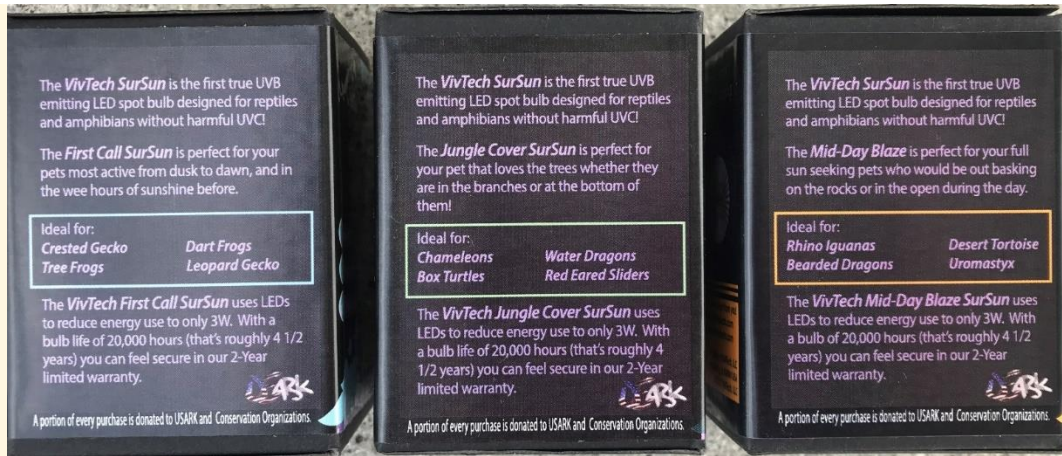 The VivTech SurSun is the first true UVB
emitting LED spot bulb designed for reptiles
and amphibians without harmful UVC!
The First Call SurSun is perfect for your
pets most active from dusk to dawn, and in
the wee hours of sunshine before.
Ideal for:
Crested Gecko Dart Frogs
Tree Frogs Leopard Gecko
The VivTech First Call SurSun uses LEDs
to reduce energy use to only 3W. With a
bulb life of 20,000 hours (that's roughly 4 1/2
years) you can feel secure in our 2-Year
limited warranty.
ARK
A portion of every purchase is donated to USARK and Conservation Organizations.
The VivTech SurSun is the first true UVB
emitting LED spot bulb designed for reptiles
and amphibians without harmful UVC!
The Jungle Cover SurSun is perfect for
your pet that loves the trees whether they
are in the branches or at the bottom of
them!
Ideal for:
Chameleons Water Dragons
Box Turtles Red Eared Sliders
The VivTech Jungle Cover SurSun uses
LEDs to reduce energy use to only 3W. With
a bulb life of 20,000 hours (that's roughly 4
1/2 years) you can feel secure in our 2-Year
limited warranty.
ARK
A portion of every purchase is donated to USARK and Conservation Organizations.
The VivTech SurSun is the first true UVB
emitting LED spot bulb designed for reptiles
and amphibians without harmful UVC!
The Mid-Day Blaze is perfect for your full
sun seeking pets who would be out basking
on the rocks or in the open during the day.
Ideal for:
Rhino Iguanas Desert Tortoise
Bearded Dragons Uromastyx
The VivTech Mid-Day Blaze SurSun uses
LEDs to reduce energy use to only 3W. With
a bulb life of 20,000 hours (that's roughly 4
1/2 years) you can feel secure in our 2-Year
limited warranty.
ARK
A portion of every purchase is donated to USARK and Conservation Organizations.